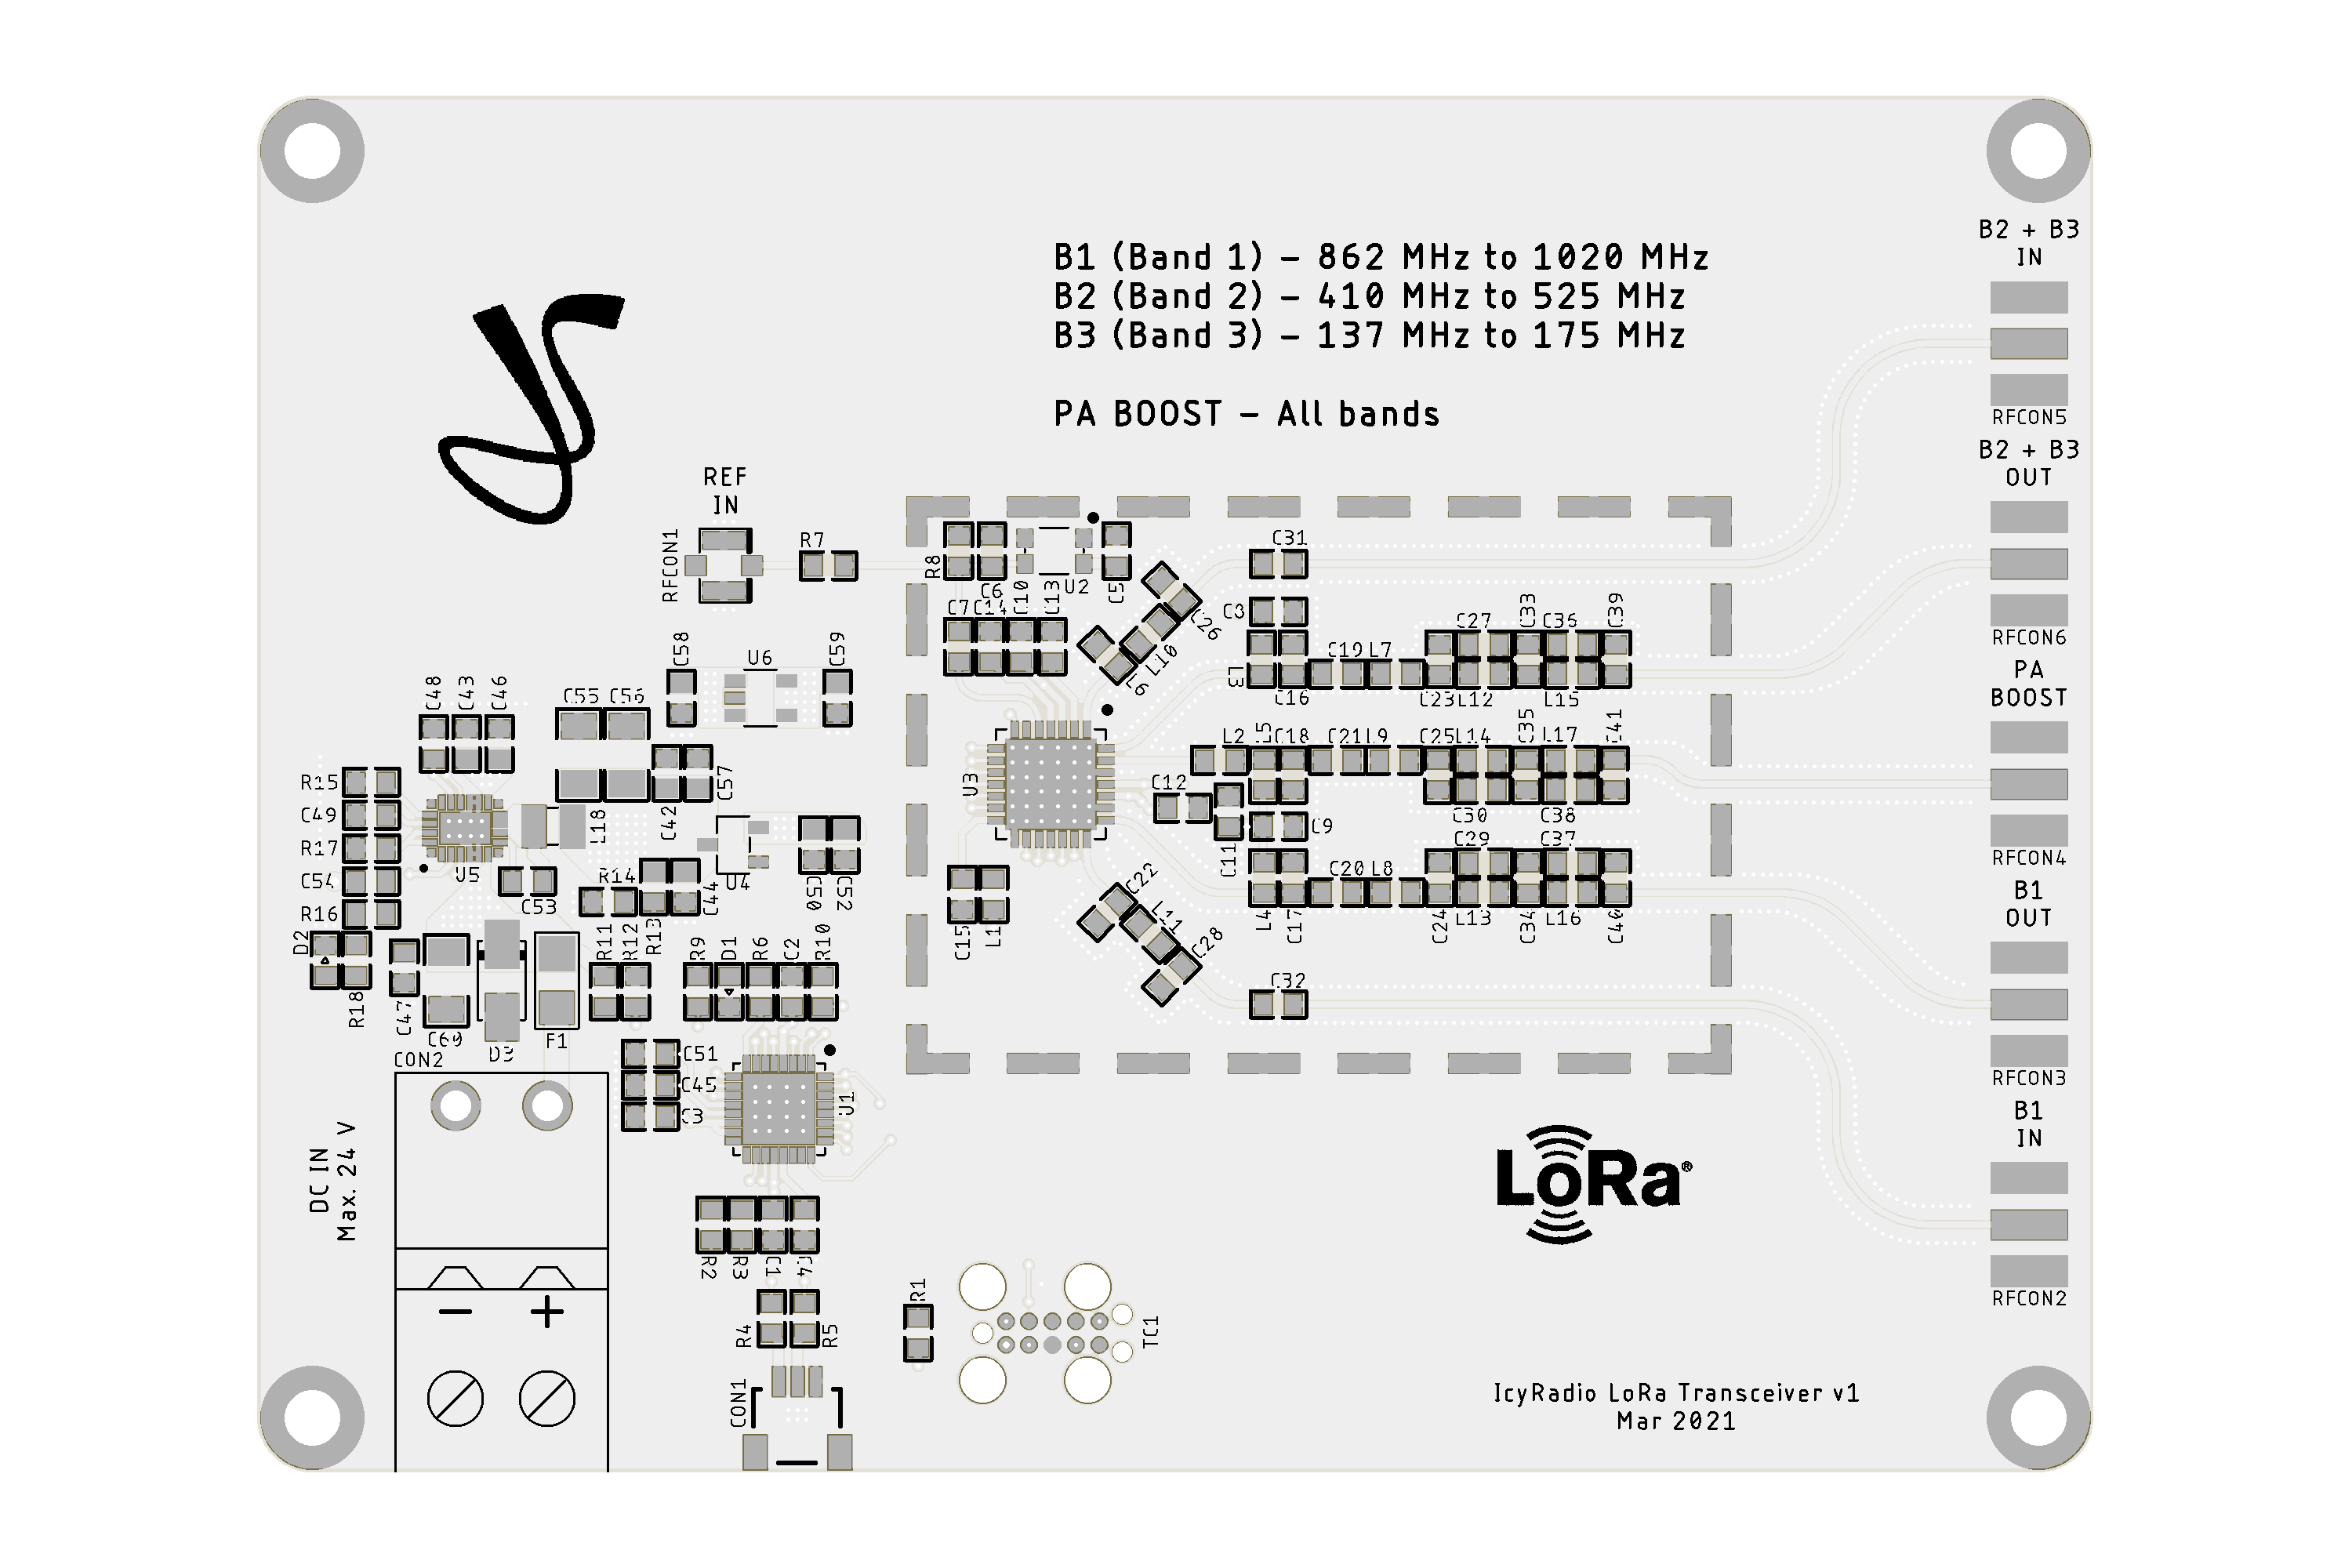 B1 (Band 1) – 862 MHz to 1020 MHz
B2 (Band 2) – 410 MHz to 525 MHz
B3 (Band 3) – 137 MHz to 175 MHz
PA BOOST – All bands
B2 + B3
IN
RFCON5
B2 + B3
OUT
RFCON6
PA
BOOST
RFCON4
B1
OUT
RFCON3
B1
IN
RFCON2
REF
IN
RFCON1
R7
R8
C6
C10
C13
U2
C5
C7
C14
C26
L10
L6
C31
L3
C16
C19
L7
C23
L12
C27
C33
C36
L15
C39
C58
U6
C59
C48
C43
C46
C55
C56
C57
C42
U3
L2
L5
C18
C21
L9
C25
L14
C35
L17
C41
C12
C11
C9
C30
C38
R15
C49
R17
C54
R16
U5
L18
C53
R14
R13
C44
U4
C50
C52
C15
L1
C22
L11
C28
L4
C17
C20
L8
C29
C37
C24
L13
C34
L16
C40
C32
D2
R18
C47
C60
D3
F1
R11
R12
R9
D1
R6
C2
R10
CON2
C51
C45
C3
U1
DC IN
Max. 24 V
– +
R2
R3
C1
C4
R4
R5
CON1
R1
TC1
LoRa®
IcyRadio LoRa Transceiver v1
Mar 2021